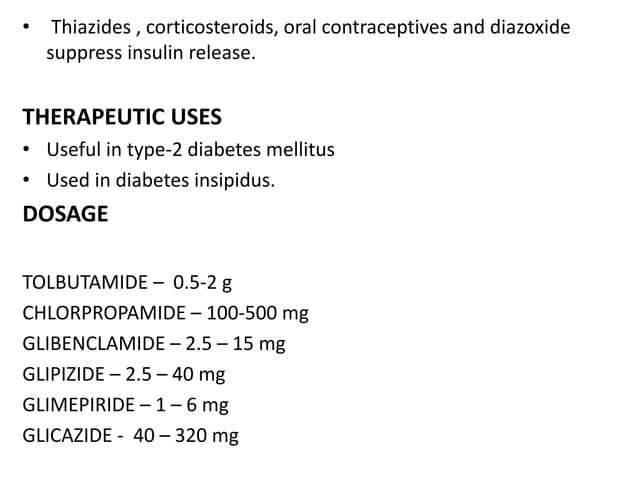 • Thiazides , corticosteroids, oral contraceptives and diazoxide
suppress insulin release.
THERAPEUTIC USES
• Useful in type-2 diabetes mellitus
• Used in diabetes insipidus.
DOSAGE
TOLBUTAMIDE – 0.5-2 g
CHLORPROPAMIDE – 100-500 mg
GLIBENCLAMIDE – 2.5 – 15 mg
GLIPIZIDE – 2.5 – 40 mg
GLIMEPIRIDE – 1 – 6 mg
GLICAZIDE - 40 – 320 mg